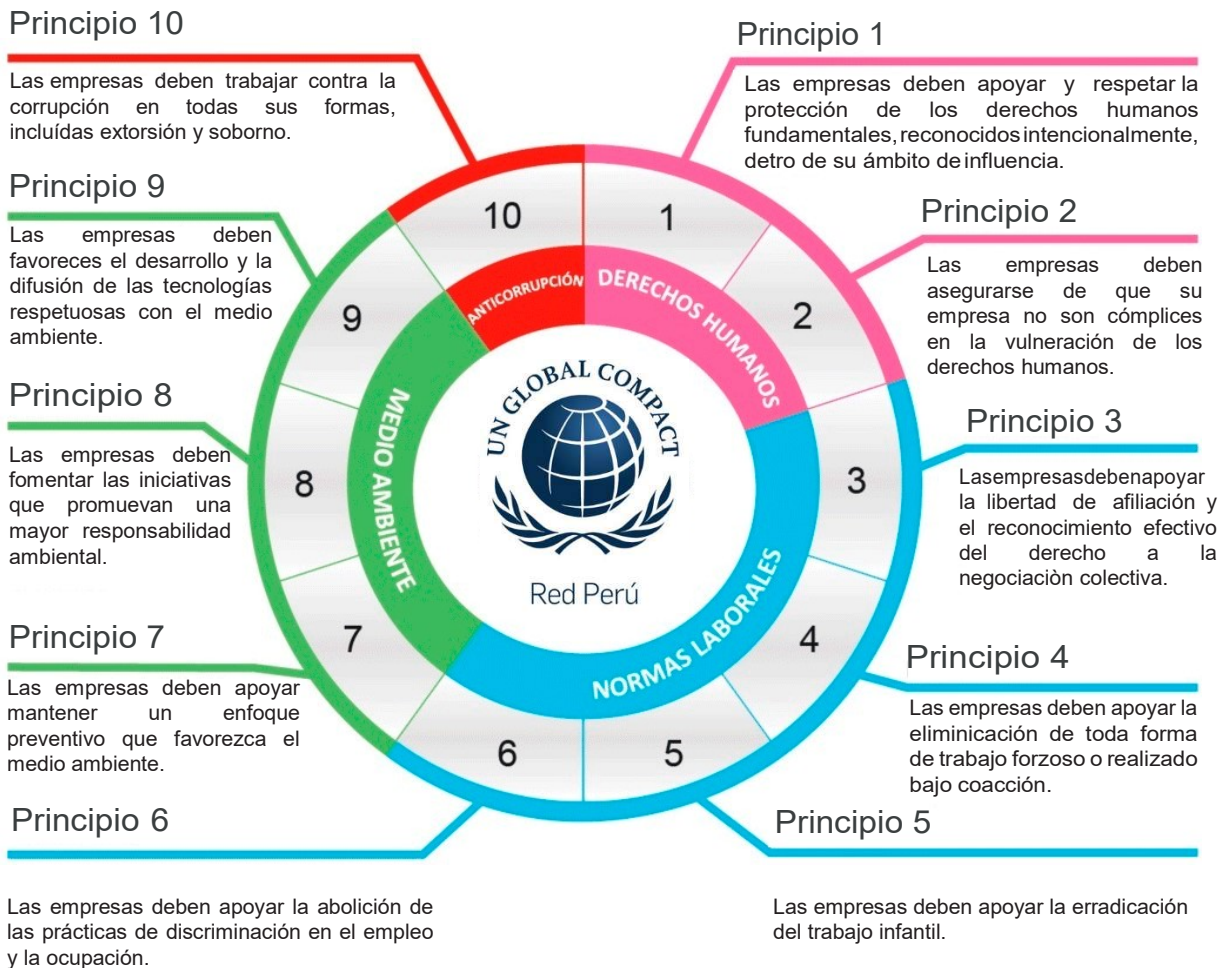 Principio 10
Las empresas deben trabajar contra la
corrupción en todas sus formas,
incluídas extorsión y soborno.
Principio 1
Las empresas deben apoyar y respetar la
protección de los derechos humanos
fundamentales, reconocidos intencionalmente,
detro de su ámbito de influencia.
Principio 9
Las empresas deben
favoreces el desarrollo y la
difusión de las tecnologías
respetuosas con el medio
ambiente.
Principio 2
Las empresas deben
asegurarse de que su
empresa no son cómplices
en la vulneración de los
derechos humanos.
Principio 8
Las empresas deben
fomentar las iniciativas
que promuevan una
mayor responsabilidad
ambiental.
Principio 3
Lasempresasdebenapoyar
la libertad de afiliación y
el reconocimiento efectivo
del derecho a la
negociaciòn colectiva.
Principio 7
Las empresas deben apoyar
mantener un enfoque
preventivo que favorezca el
medio ambiente.
Principio 4
Las empresas deben apoyar la
eliminicación de toda forma
de trabajo forzoso o realizado
bajo coacción.
Principio 6
Las empresas deben apoyar la abolición de
las prácticas de discriminación en el empleo
y la ocupación.
Principio 5
Las empresas deben apoyar la erradicación
del trabajo infantil.
10
1
2
3
4
5
6
7
8
9
ANTICORRUPCIÓN
DERECHOS HUMANOS
NORMAS LABORALES
MEDIO AMBIENTE
UN GLOBAL COMPACT
Red Perú